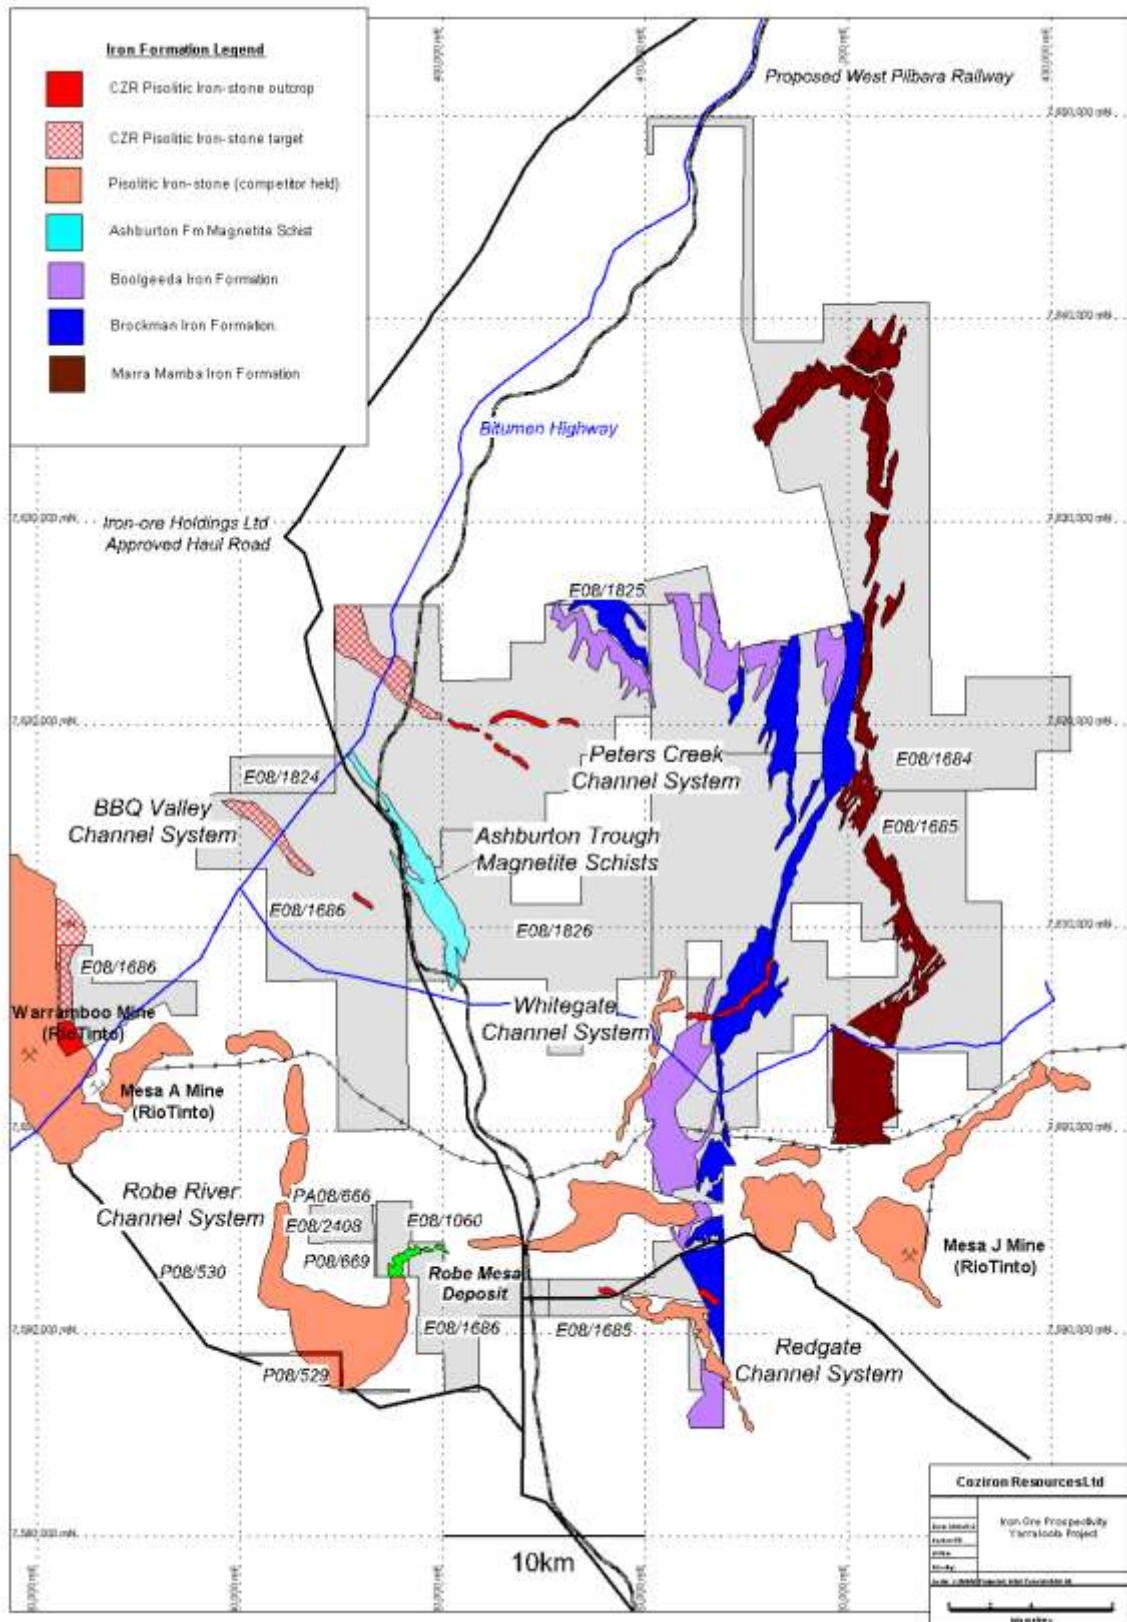 Iron Formation Legend
CZR Pisolitic Iron-stone outcrop
CZR Pisolitic Iron-stone target
Pisolitic Iron-stone (competitor held)
Ashburton Fm Magnetite Schist
Boolgeeda Iron Formation
Brockman Iron Formation
Marra Mamba Iron Formation
Proposed West Pilbara Railway
Bitumen Highway
Iron-ore Holdings Ltd
Approved Haul Road
E08/1825
Peters Creek
Channel System
E08/1684
E08/1824
BBQ Valley
Channel System
E08/1685
Ashburton Trough
Magnetite Schists
E08/1686
E08/1826
E08/1686
Whitegate
Channel System
Warramboo Mine
(RioTinto)
Mesa A Mine
(RioTinto)
Robe River
Channel System
PA08/666
E08/2408
E08/1060
P08/669
P08/530
Robe Mesa
Deposit
Mesa J Mine
(RioTinto)
E08/1686
E08/1685
P08/529
Redgate
Channel System
10km
Coziron Resources Ltd
Iron Ore Prospectivity
Yarraloola Project